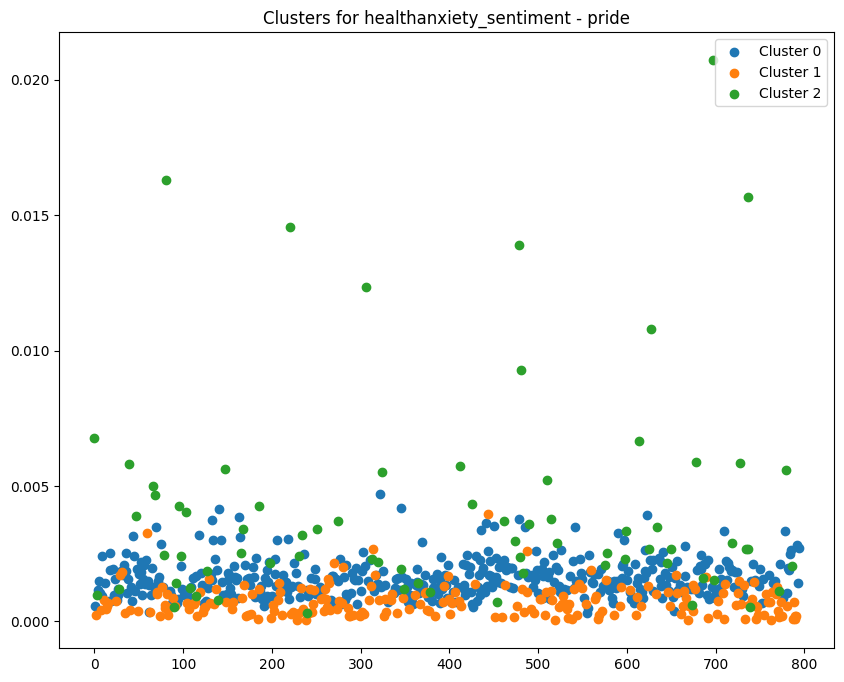 Clusters for healthanxiety_sentiment - pride
Cluster 0
Cluster 1
Cluster 2
0.020
0.015
0.010
0.005
0.000
0 100 200 300 400 500 600 700 800